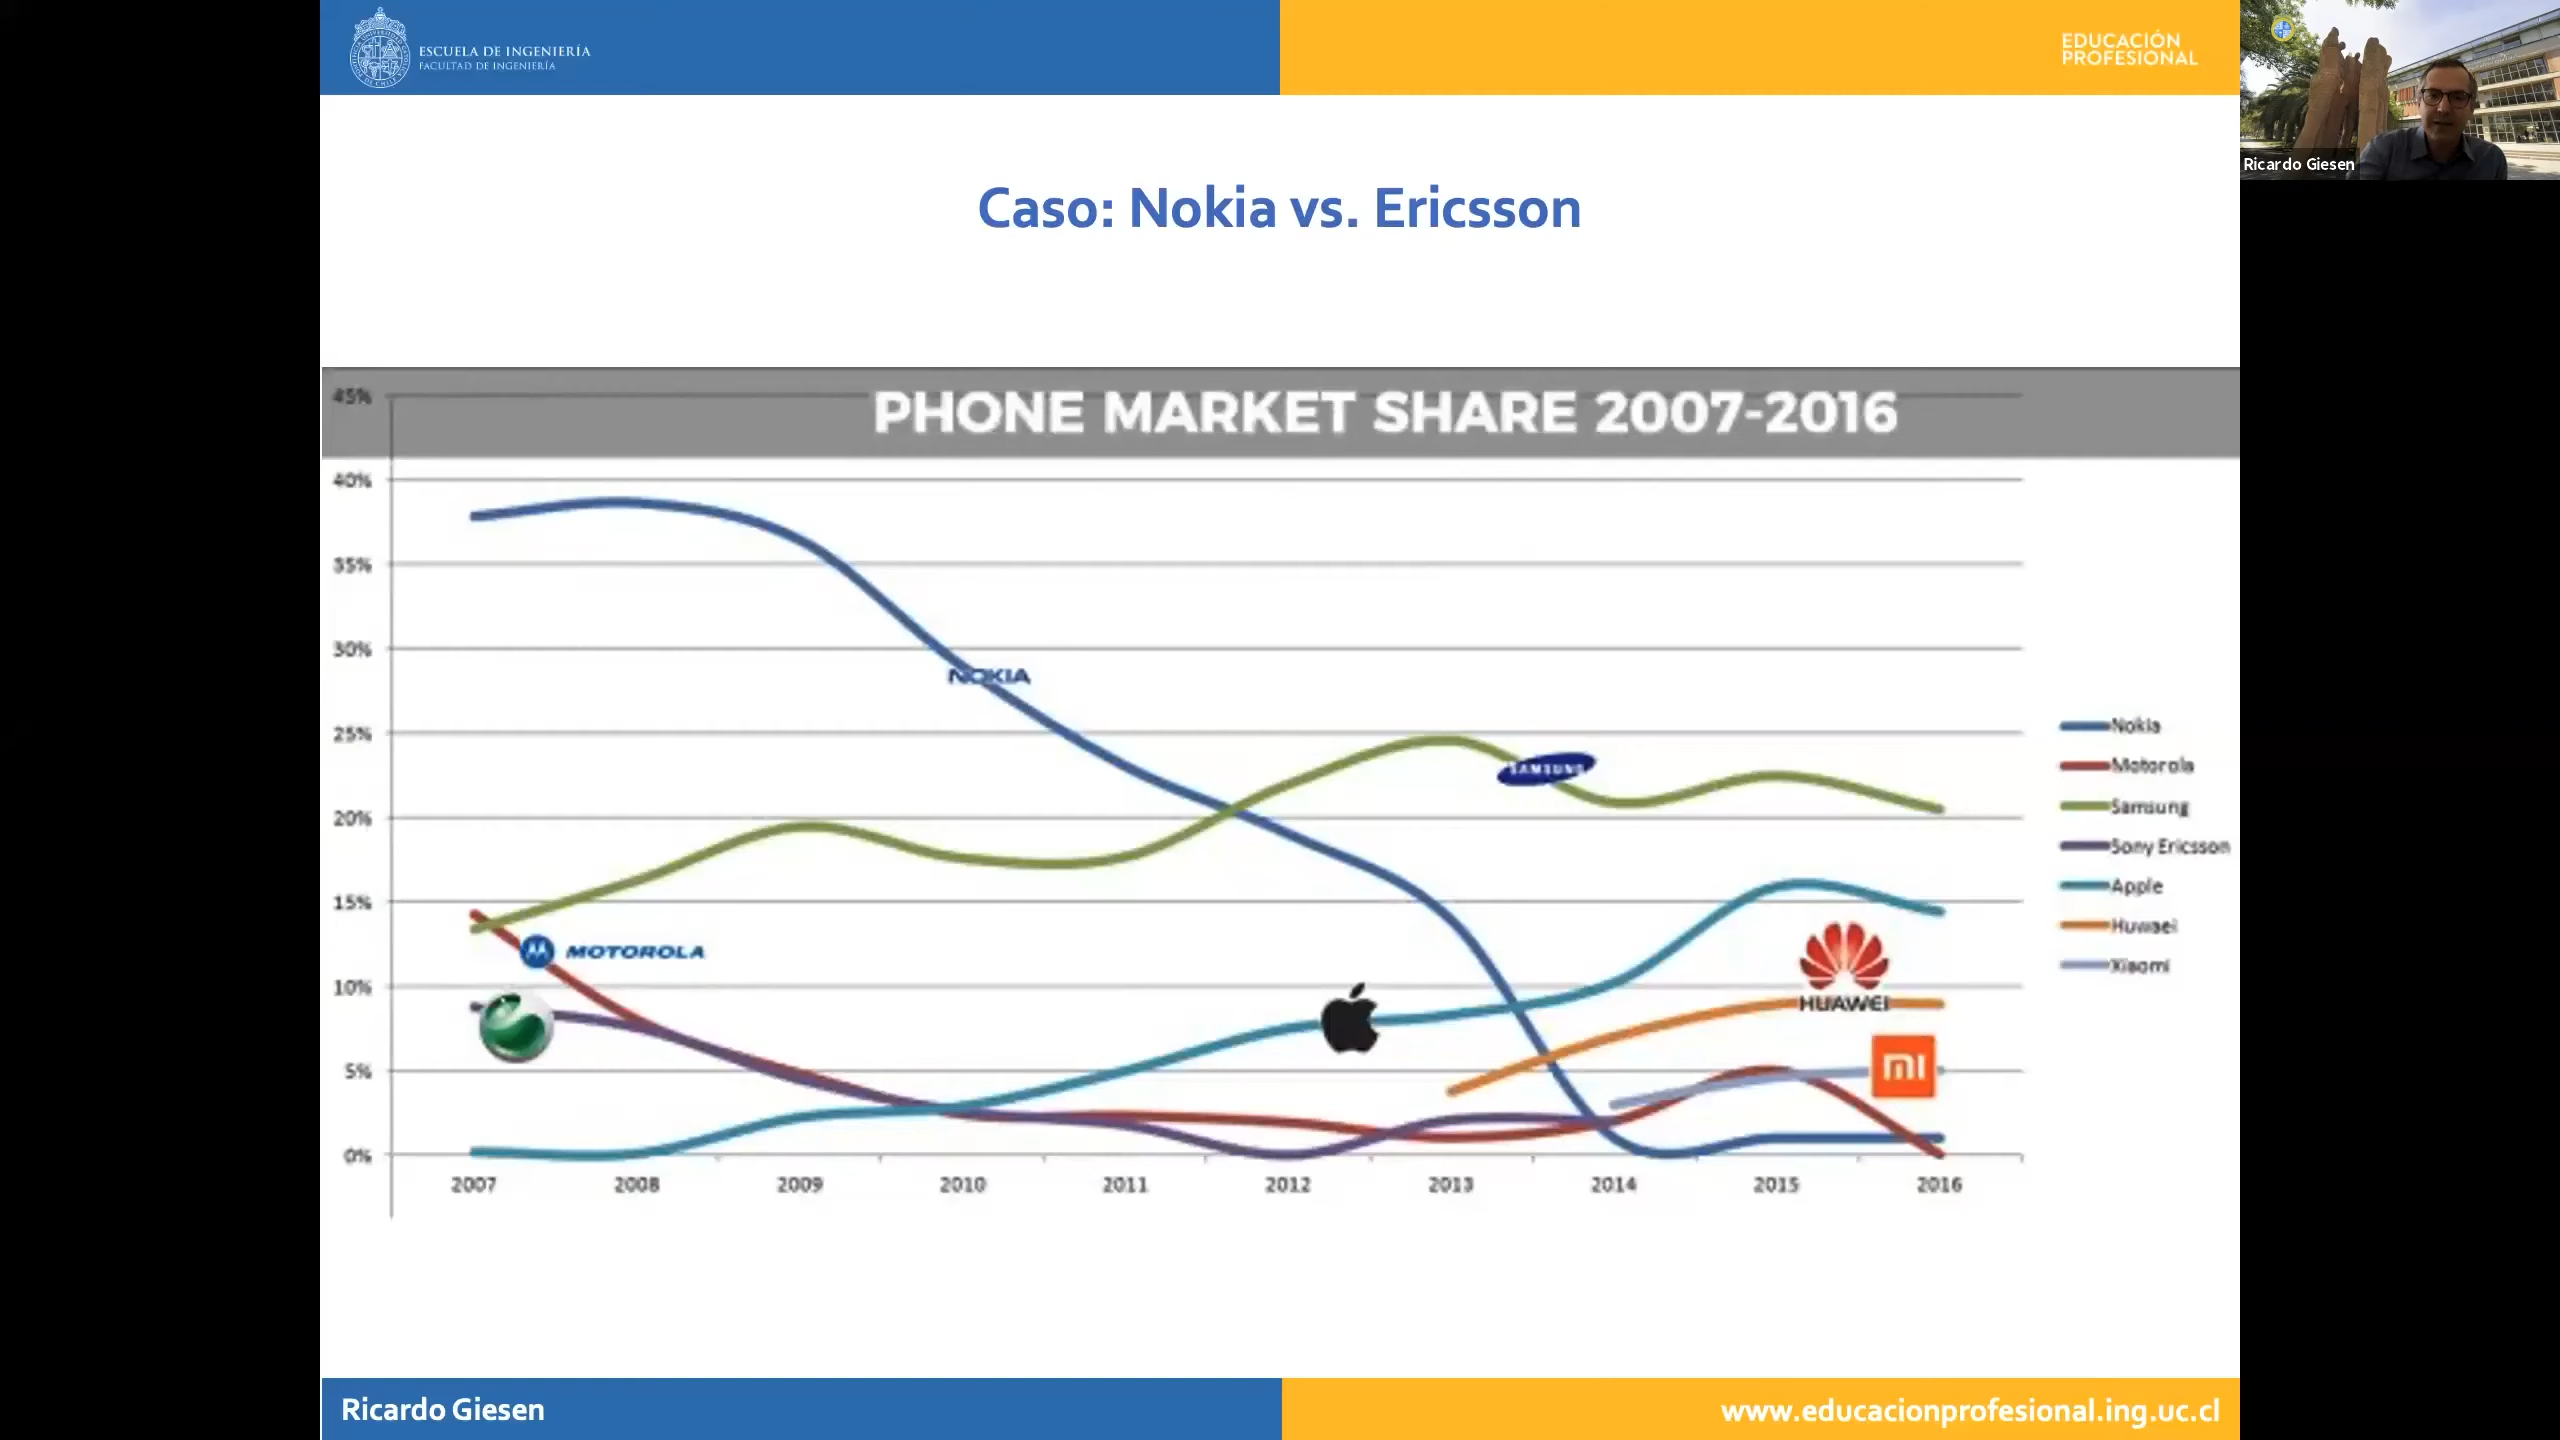 ESCUELA DE INGENIERÍA
FACULTAD DE INGENIERÍA
EDUCACIÓN
PROFESIONAL
Ricardo Giesen
Caso: Nokia vs. Ericsson
PHONE MARKET SHARE 2007-2016
45%
40%
35%
30%
25%
20%
15%
10%
5%
0%
NOKIA
SAMSUNG
MOTOROLA
HUAWEI
mi
Nokia
Motorola
Samsung
Sony Ericsson
Apple
Huwaei
Xiaomi
2007 2008 2009 2010 2011 2012 2013 2014 2015 2016
Ricardo Giesen
www.educacionprofesional.ing.uc.cl